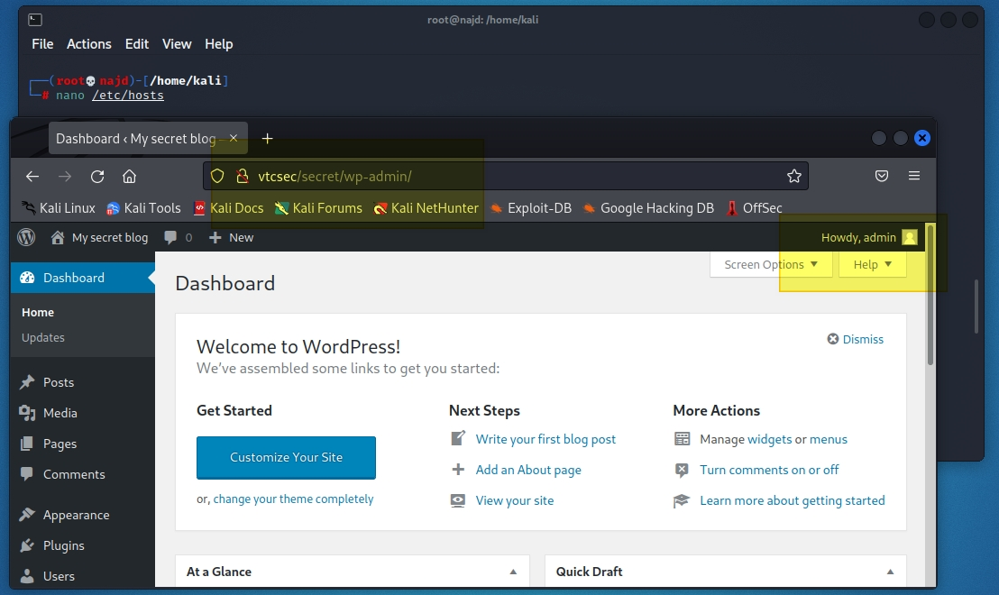 root@najd: /home/kali
File Actions Edit View Help
┌──(root💀najd)-[/home/kali]
└─# nano /etc/hosts
Dashboard ‹ My secret blog -
vtcsec/secret/wp-admin/
Kali Linux Kali Tools Kali Docs Kali Forums Kali NetHunter Exploit-DB Google Hacking DB OffSec
My secret blog 0 New Howdy, admin
Screen Options Help
Dashboard
Dashboard
Home
Updates
Posts
Media
Pages
Comments
Appearance
Plugins
Users
Welcome to WordPress!
Dismiss
We've assembled some links to get you started:
Get Started
Customize Your Site
or, change your theme completely
Next Steps
Write your first blog post
Add an About page
View your site
More Actions
Manage widgets or menus
Turn comments on or off
Learn more about getting started
At a Glance
Quick Draft